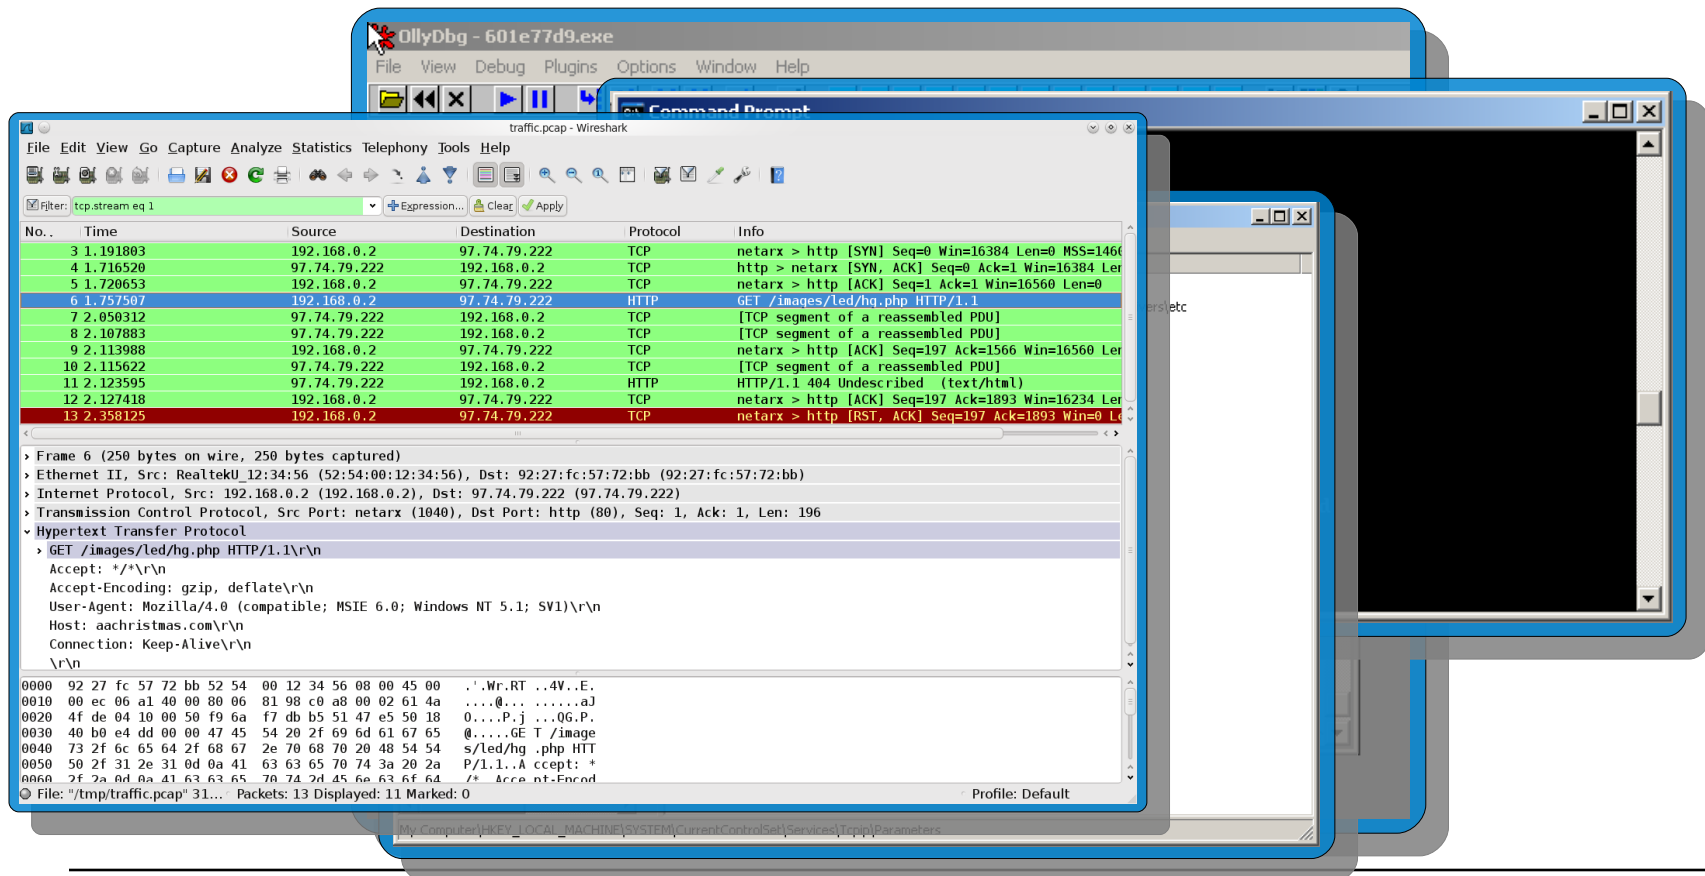 OllyDbg - 601e77d9.exe
File View Debug Plugins Options Window Help
Command Prompt
traffic.pcap - Wireshark
File Edit View Go Capture Analyze Statistics Telephony Tools Help
Filter: tcp.stream eq 1 Expression... Clear Apply
No. . Time Source Destination Protocol Info
3 1.191803 192.168.0.2 97.74.79.222 TCP netarx > http [SYN] Seq=0 Win=16384 Len=0 MSS=1460
4 1.716520 97.74.79.222 192.168.0.2 TCP http > netarx [SYN, ACK] Seq=0 Ack=1 Win=16384 Len
5 1.720653 192.168.0.2 97.74.79.222 TCP netarx > http [ACK] Seq=1 Ack=1 Win=16560 Len=0
6 1.757507 192.168.0.2 97.74.79.222 HTTP GET /images/led/hg.php HTTP/1.1
7 2.050312 97.74.79.222 192.168.0.2 TCP [TCP segment of a reassembled PDU]
8 2.107883 97.74.79.222 192.168.0.2 TCP [TCP segment of a reassembled PDU]
9 2.113988 192.168.0.2 97.74.79.222 TCP netarx > http [ACK] Seq=197 Ack=1566 Win=16560 Len
10 2.115622 97.74.79.222 192.168.0.2 TCP [TCP segment of a reassembled PDU]
11 2.123595 97.74.79.222 192.168.0.2 HTTP HTTP/1.1 404 Undescribed (text/html)
12 2.127418 192.168.0.2 97.74.79.222 TCP netarx > http [ACK] Seq=197 Ack=1893 Win=16234 Len
13 2.358125 192.168.0.2 97.74.79.222 TCP netarx > http [RST, ACK] Seq=197 Ack=1893 Win=0 Le
ers\etc
Frame 6 (250 bytes on wire, 250 bytes captured)
Ethernet II, Src: RealtekU_12:34:56 (52:54:00:12:34:56), Dst: 92:27:fc:57:72:bb (92:27:fc:57:72:bb)
Internet Protocol, Src: 192.168.0.2 (192.168.0.2), Dst: 97.74.79.222 (97.74.79.222)
Transmission Control Protocol, Src Port: netarx (1040), Dst Port: http (80), Seq: 1, Ack: 1, Len: 196
Hypertext Transfer Protocol
GET /images/led/hg.php HTTP/1.1\r\n
Accept: */*\r\n
Accept-Encoding: gzip, deflate\r\n
User-Agent: Mozilla/4.0 (compatible; MSIE 6.0; Windows NT 5.1; SV1)\r\n
Host: aachristmas.com\r\n
Connection: Keep-Alive\r\n
\r\n
0000 92 27 fc 57 72 bb 52 54 00 12 34 56 08 00 45 00 .'.Wr.RT ..4V..E.
0010 00 ec 06 a1 40 00 80 06 81 98 c0 a8 00 02 61 4a ....@... ......aJ
0020 4f de 04 10 00 50 f9 6a f7 db b5 51 47 e5 50 18 O....P.j ...QG.P.
0030 40 b0 e4 dd 00 00 47 45 54 20 2f 69 6d 61 67 65 @.....GE T /image
0040 73 2f 6c 65 64 2f 68 67 2e 70 68 70 20 48 54 54 s/led/hg .php HTT
0050 50 2f 31 2e 31 0d 0a 41 63 63 65 70 74 3a 20 2a P/1.1..A ccept: *
0060 2f 2a 0d 0a 41 63 63 65 70 74 2d 45 6e 63 6f 64 /*..Acce pt-Encod
File: "/tmp/traffic.pcap" 31... Packets: 13 Displayed: 11 Marked: 0 Profile: Default
My Computer\HKEY_LOCAL_MACHINE\SYSTEM\CurrentControlSet\Services\Tcpip\Parameters